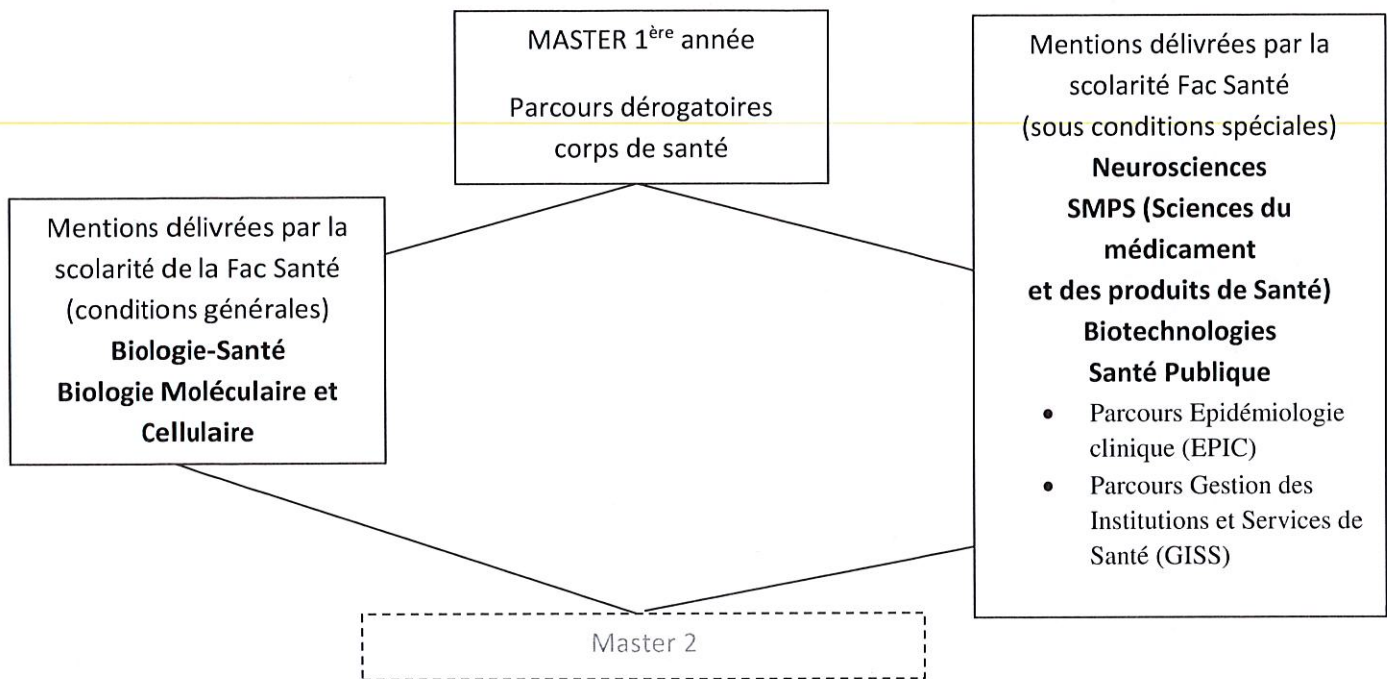 MASTER 1ère année
Parcours dérogatoires
corps de santé
Mentions délivrées par la
scolarité de la Fac Santé
(conditions générales)
Biologie-Santé
Biologie Moléculaire et
Cellulaire
Mentions délivrées par la
scolarité Fac Santé
(sous conditions spéciales)
Neurosciences
SMPS (Sciences du
médicament
et des produits de Santé)
Biotechnologies
Santé Publique
• Parcours Epidémiologie
clinique (EPIC)
• Parcours Gestion des
Institutions et Services de
Santé (GISS)
Master 2